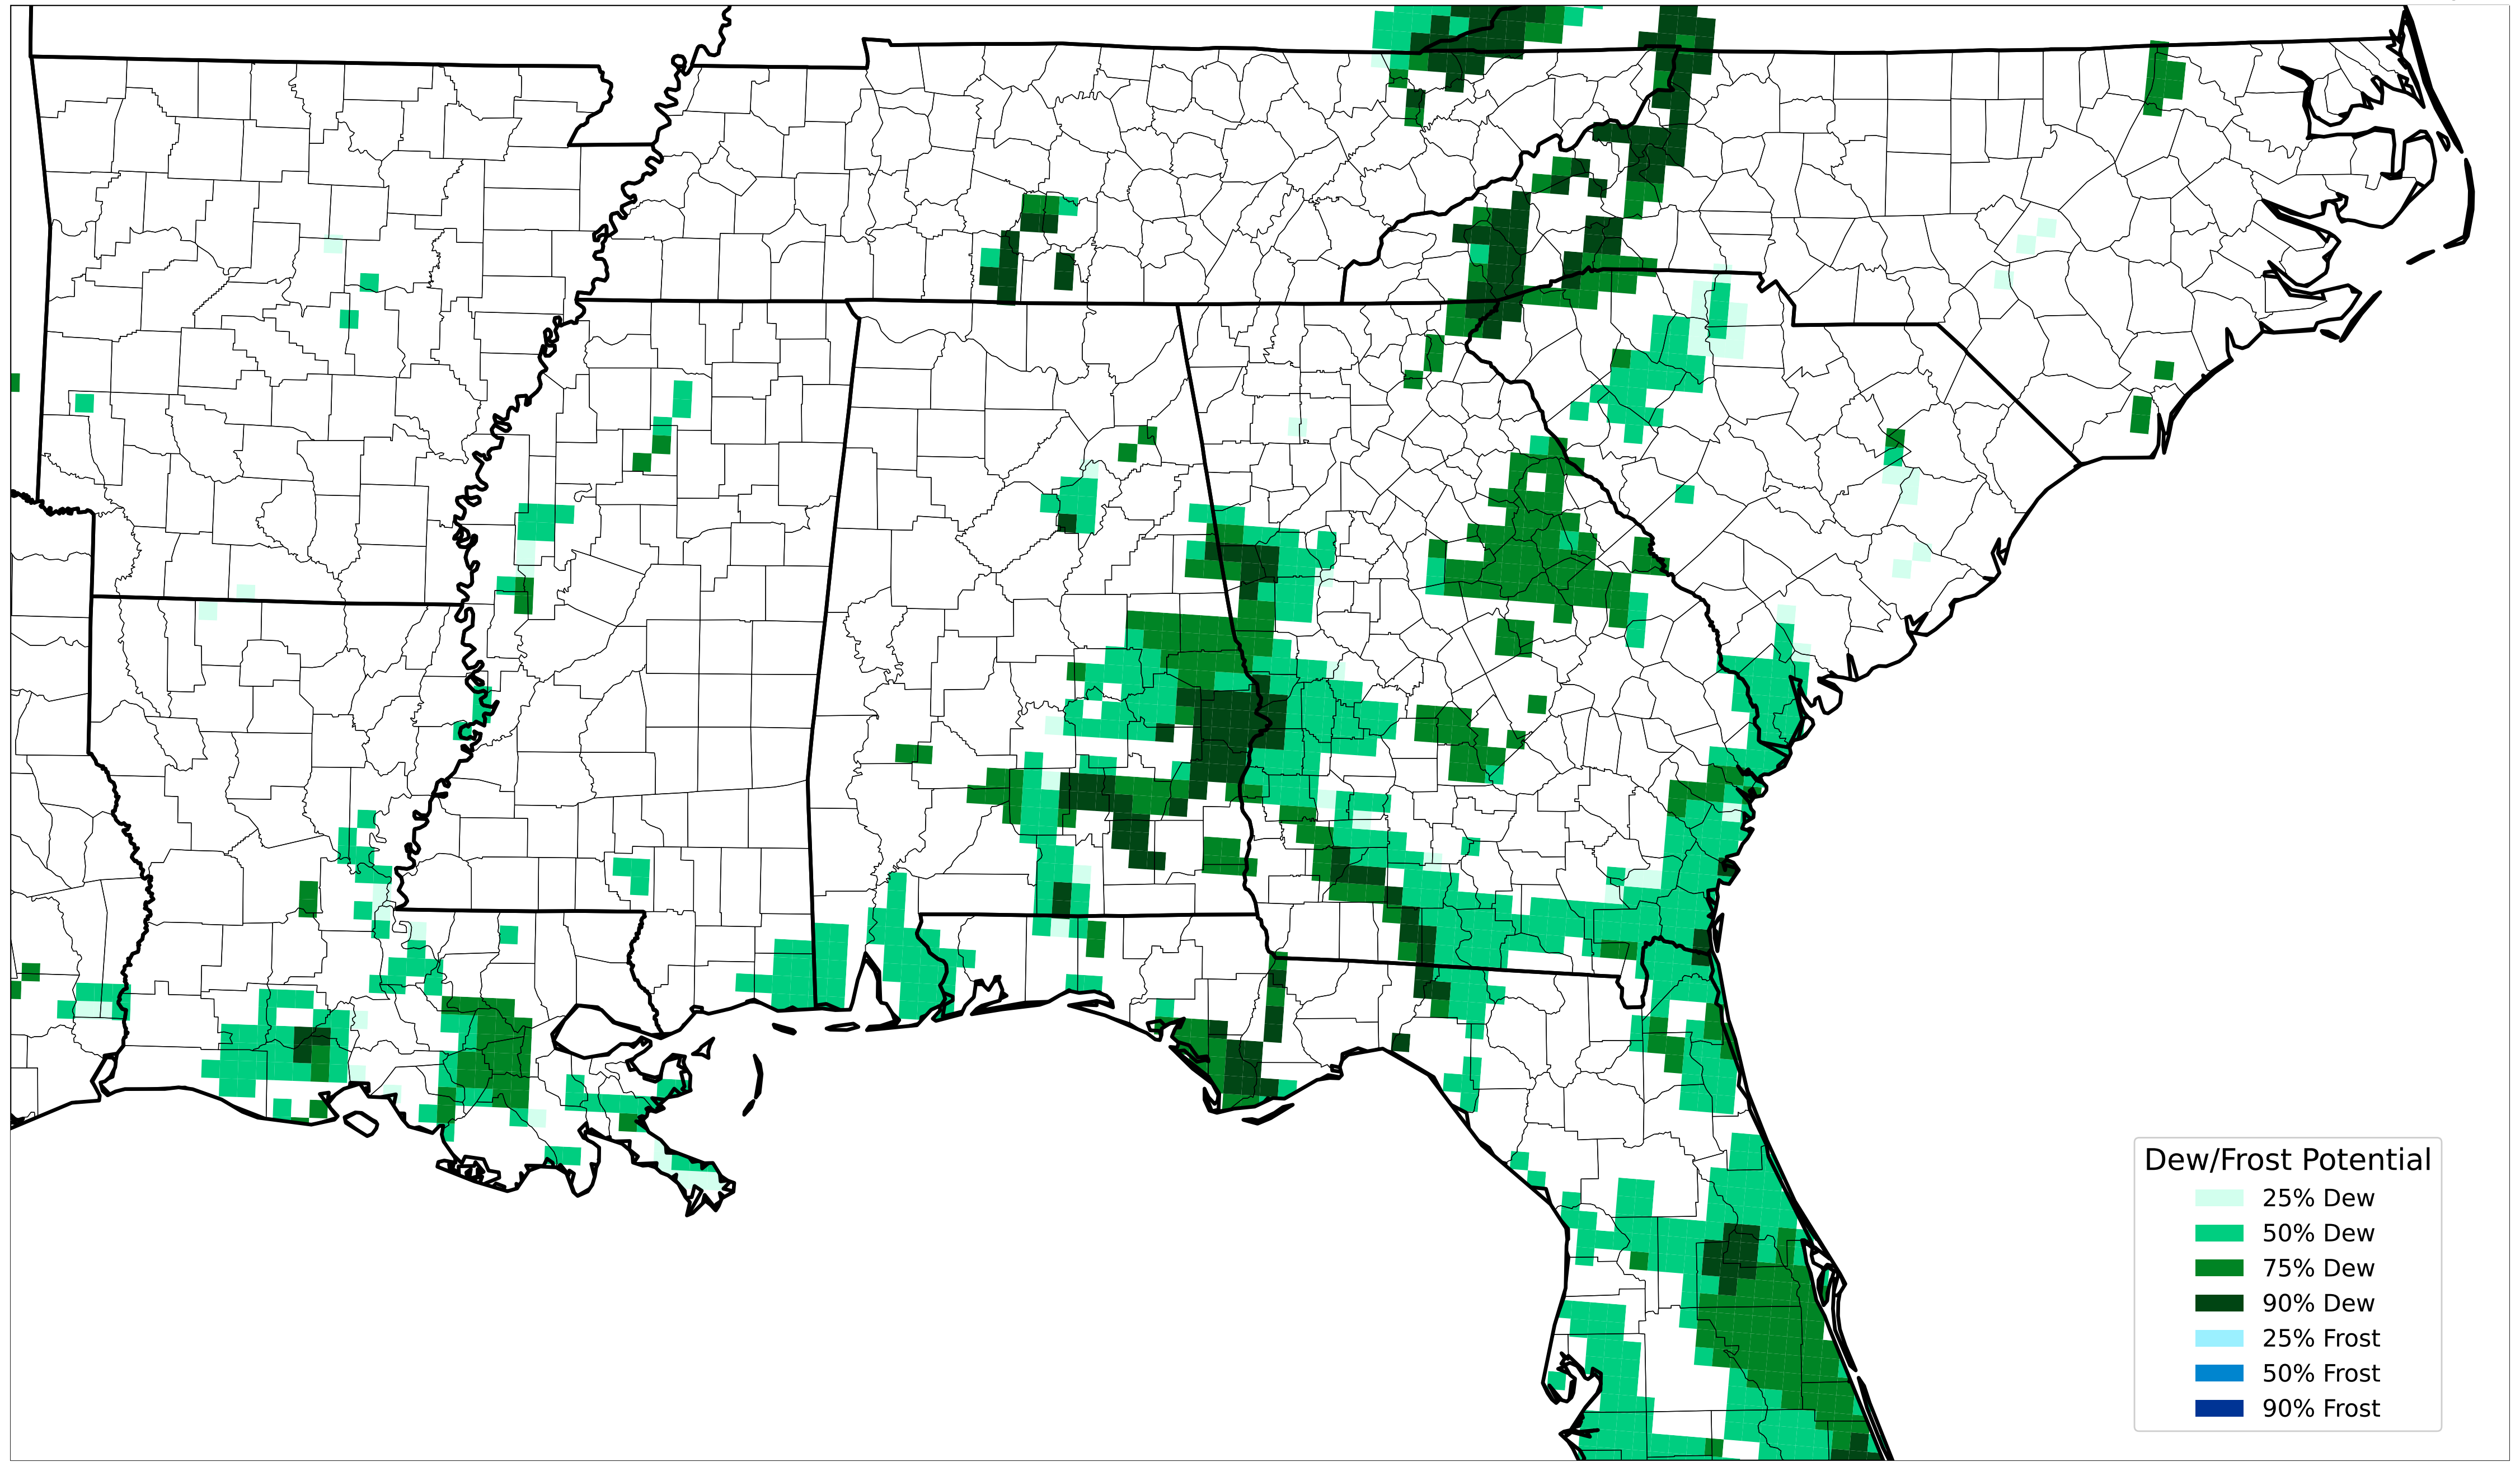 Dew/Frost Potential
25% Dew
50% Dew
75% Dew
90% Dew
25% Frost
50% Frost
90% Frost